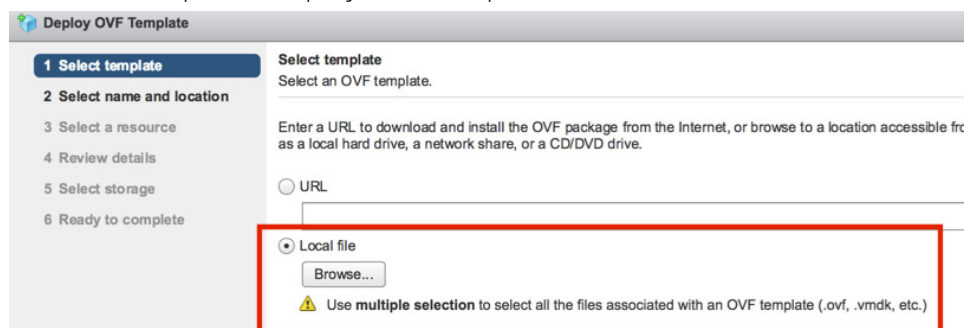 Deploy OVF Template
1 Select template
2 Select name and location
3 Select a resource
4 Review details
5 Select storage
6 Ready to complete
Select template
Select an OVF template.
Enter a URL to download and install the OVF package from the Internet, or browse to a location accessible fro
as a local hard drive, a network share, or a CD/DVD drive.
URL
Local file
Browse...
Use multiple selection to select all the files associated with an OVF template (.ovf, .vmdk, etc.)